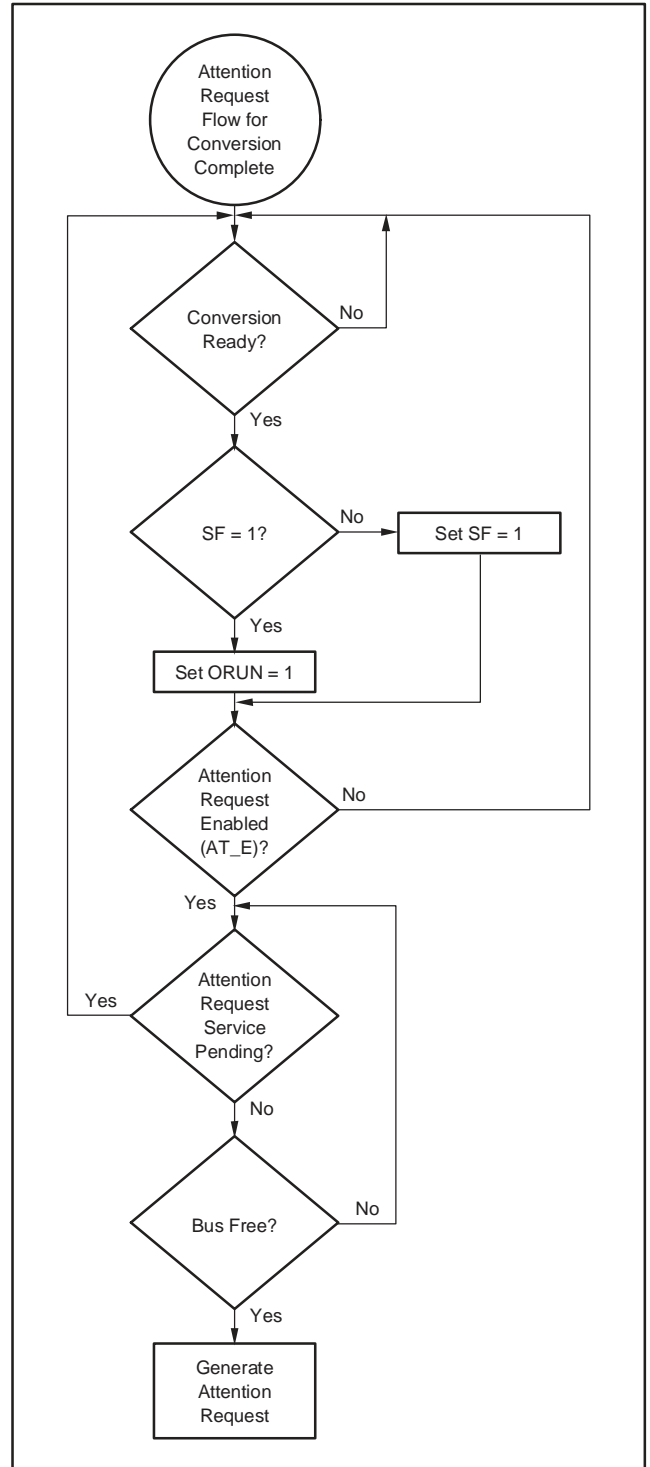 Attention
Request
Flow for
Conversion
Complete
Conversion
Ready?
No
Yes
SF = 1?
No
Set SF = 1
Yes
Set ORUN = 1
Attention
Request
Enabled
(AT_E)?
No
Yes
Attention
Request
Service
Pending?
Yes
No
Bus Free?
No
Yes
Generate
Attention
Request